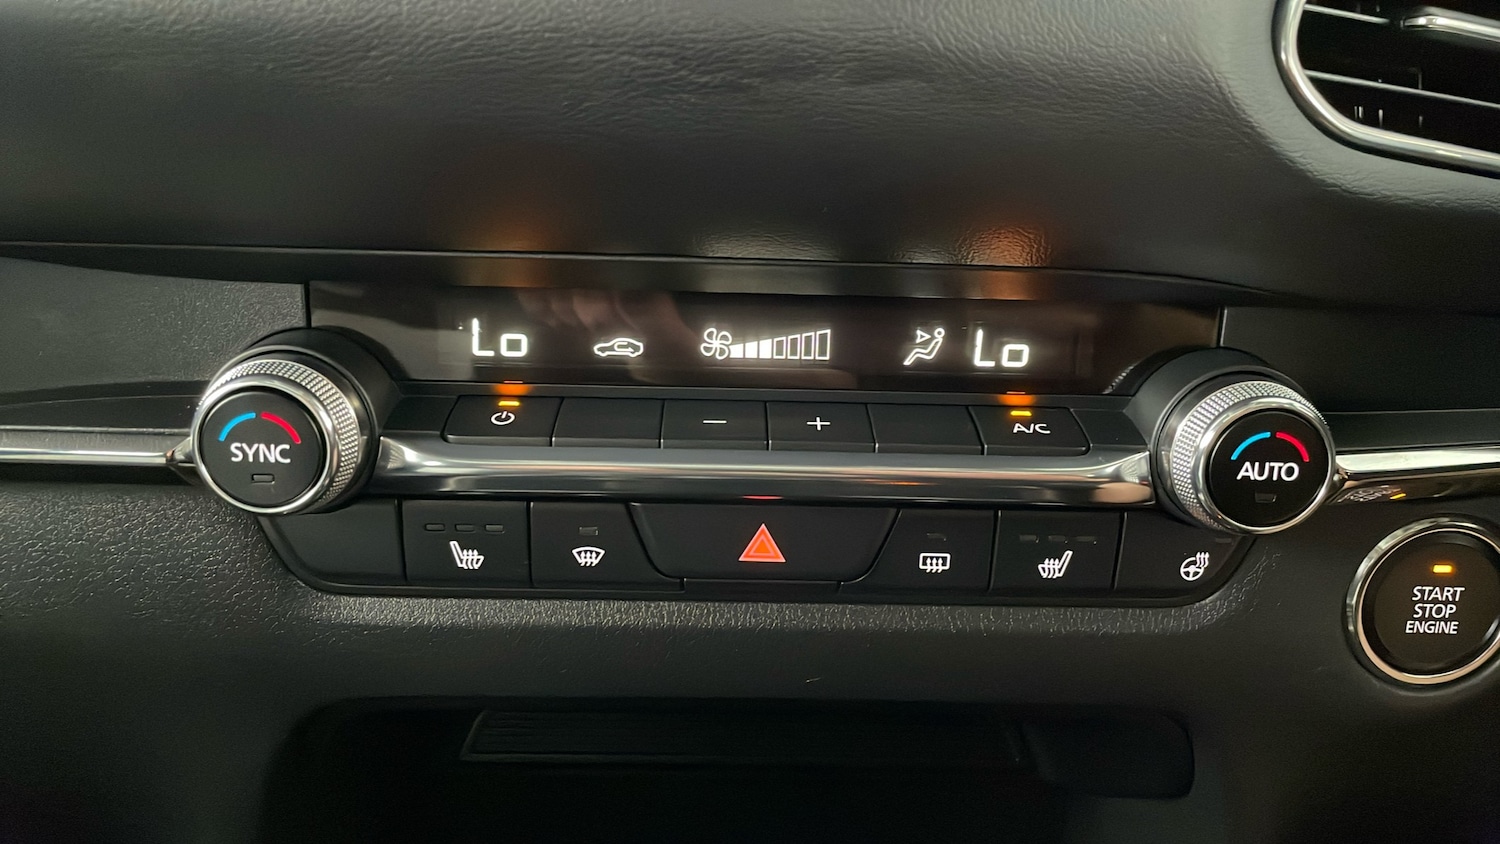 Lo
Lo
SYNC
−
+
A/C
AUTO
START
STOP
ENGINE